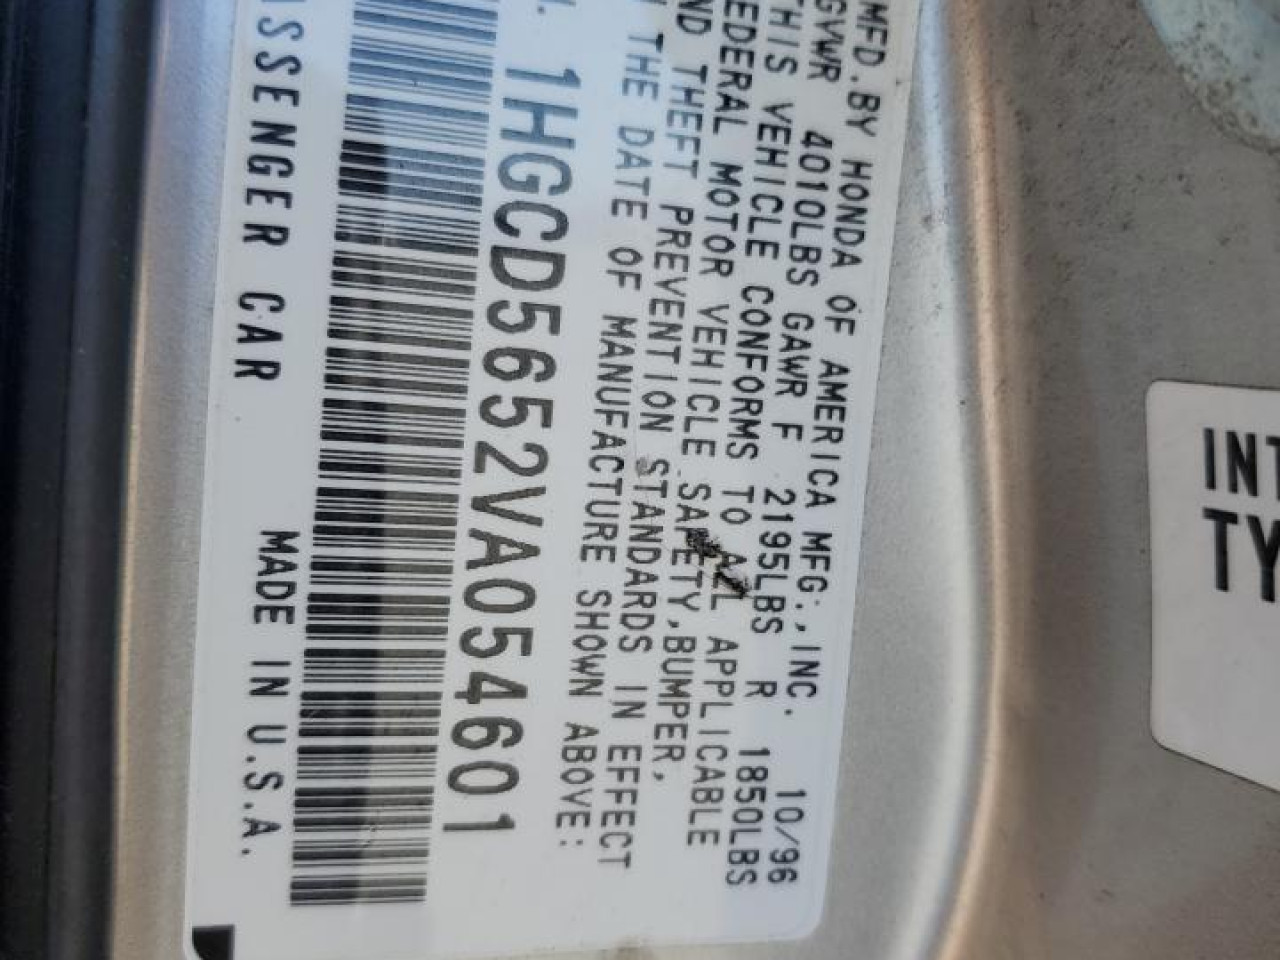 MFD.BY HONDA OF AMERICA MFG.,INC. 10/96
GVWR 4010LBS GAWR F 2195LBS R 1850LBS
THIS VEHICLE CONFORMS TO ALL APPLICABLE
FEDERAL MOTOR VEHICLE SAFETY,BUMPER,
AND THEFT PREVENTION STANDARDS IN EFFECT
THE DATE OF MANUFACTURE SHOWN ABOVE:
1HGCD5652VA054601
ASSENGER CAR MADE IN U.S.A.
INT
TY